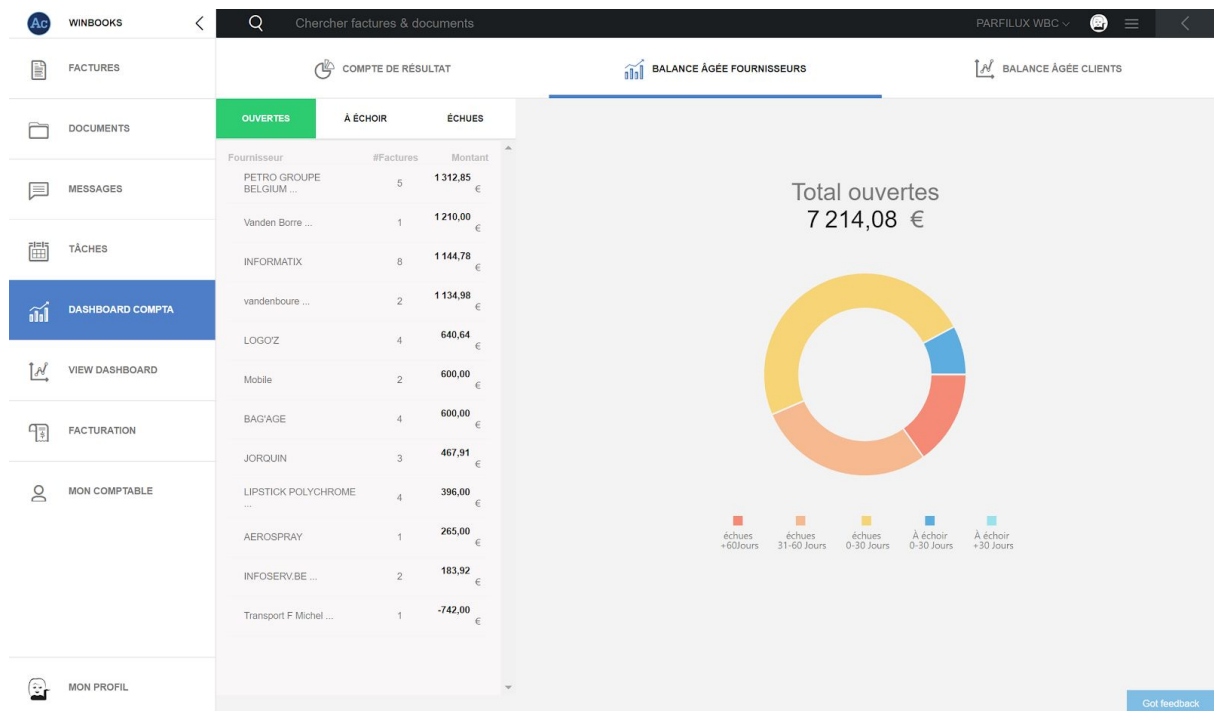 Ac WINBOOKS
Chercher factures & documents
PARFILUX WBC
FACTURES
DOCUMENTS
MESSAGES
TÂCHES
DASHBOARD COMPTA
VIEW DASHBOARD
FACTURATION
MON COMPTABLE
MON PROFIL
COMPTE DE RÉSULTAT
BALANCE ÂGÉE FOURNISSEURS
BALANCE ÂGÉE CLIENTS
OUVERTES À ÉCHOIR ÉCHUES
Fournisseur #Factures Montant
PETRO GROUPE
BELGIUM ... 5 1 312,85 €
Vanden Borre ... 1 1 210,00 €
INFORMATIX 8 1 144,78 €
vandenboure ... 2 1 134,98 €
LOGO'Z 4 640,64 €
Mobile 2 600,00 €
BAG'AGE 4 600,00 €
JORQUIN 3 467,91 €
LIPSTICK POLYCHROME
... 4 396,00 €
AEROSPRAY 1 265,00 €
INFOSERV.BE ... 2 183,92 €
Transport F Michel ... 1 -742,00 €
Total ouvertes
7 214,08 €
échues
+60Jours
échues
31-60 Jours
échues
0-30 Jours
À échoir
0-30 Jours
À échoir
+30 Jours
Got feedback